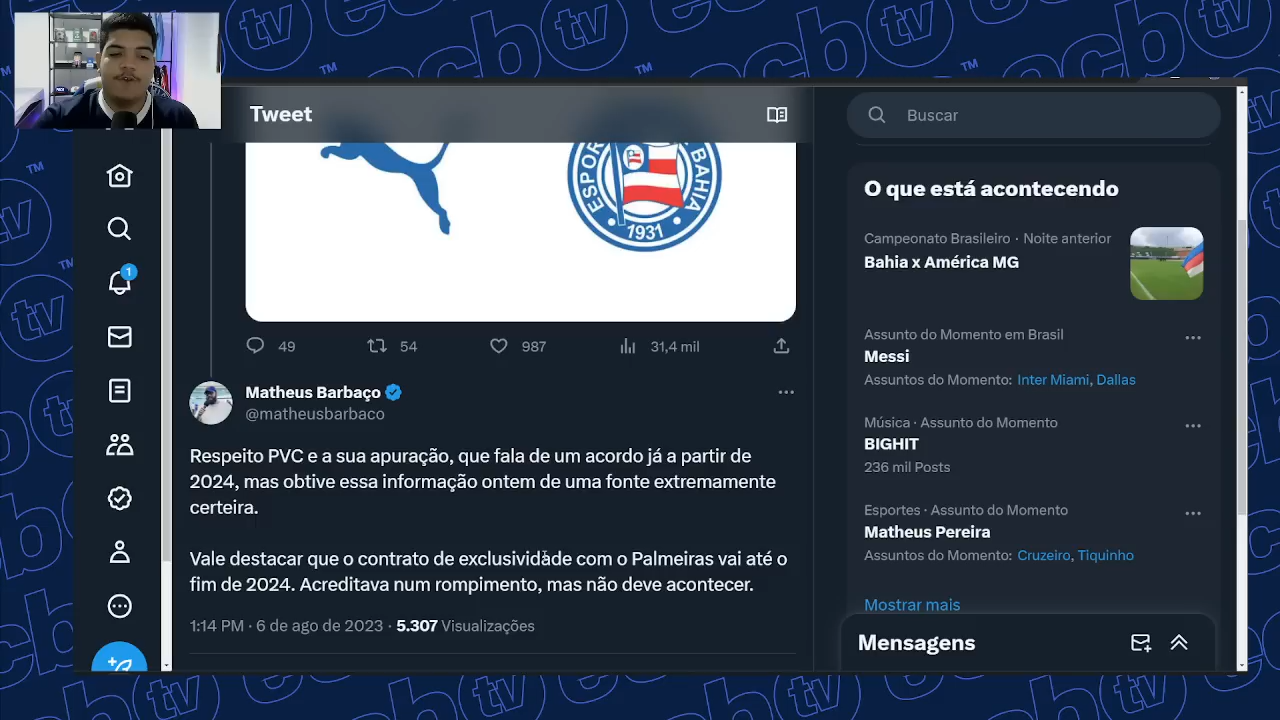 Tweet
ESPOR
BAHIA
1931
49
54
987
31,4 mil
Matheus Barbaço
@matheusbarbaco
Respeito PVC e a sua apuração, que fala de um acordo já a partir de
2024, mas obtive essa informação ontem de uma fonte extremamente
certeira.
Vale destacar que o contrato de exclusividade com o Palmeiras vai até o
fim de 2024. Acreditava num rompimento, mas não deve acontecer.
1:14 PM · 6 de ago de 2023 · 5.307 Visualizações
1
Buscar
O que está acontecendo
Campeonato Brasileiro · Noite anterior
Bahia x América MG
Assunto do Momento em Brasil
Messi
Assuntos do Momento: Inter Miami, Dallas
Música · Assunto do Momento
BIGHIT
236 mil Posts
Esportes · Assunto do Momento
Matheus Pereira
Assuntos do Momento: Cruzeiro, Tiquinho
Mostrar mais
Mensagens
ecbtv
TM